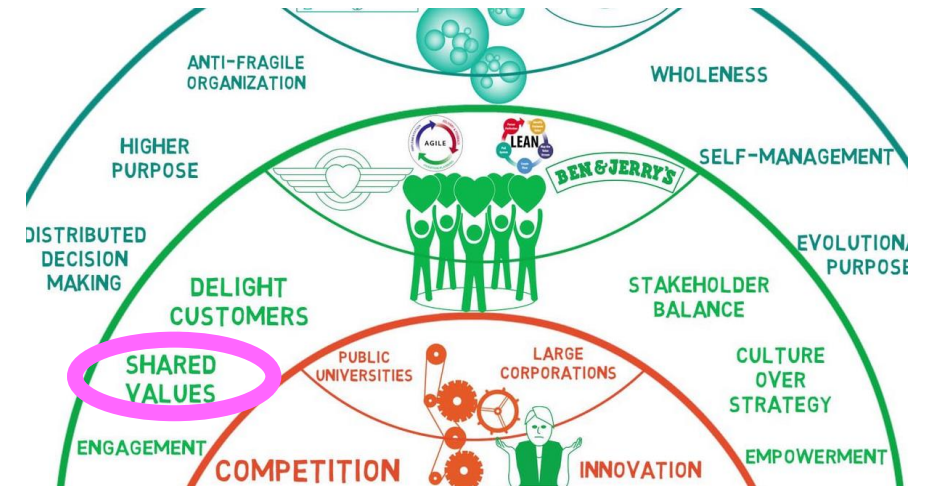 ANTI-FRAGILE
ORGANIZATION
WHOLENESS
HIGHER
PURPOSE
AGILE
LEAN
BEN & JERRY'S
SELF-MANAGEMENT
DISTRIBUTED
DECISION
MAKING
EVOLUTION
PURPOSE
DELIGHT
CUSTOMERS
STAKEHOLDER
BALANCE
SHARED
VALUES
PUBLIC
UNIVERSITIES
LARGE
CORPORATIONS
CULTURE
OVER
STRATEGY
ENGAGEMENT
EMPOWERMENT
COMPETITION
INNOVATION